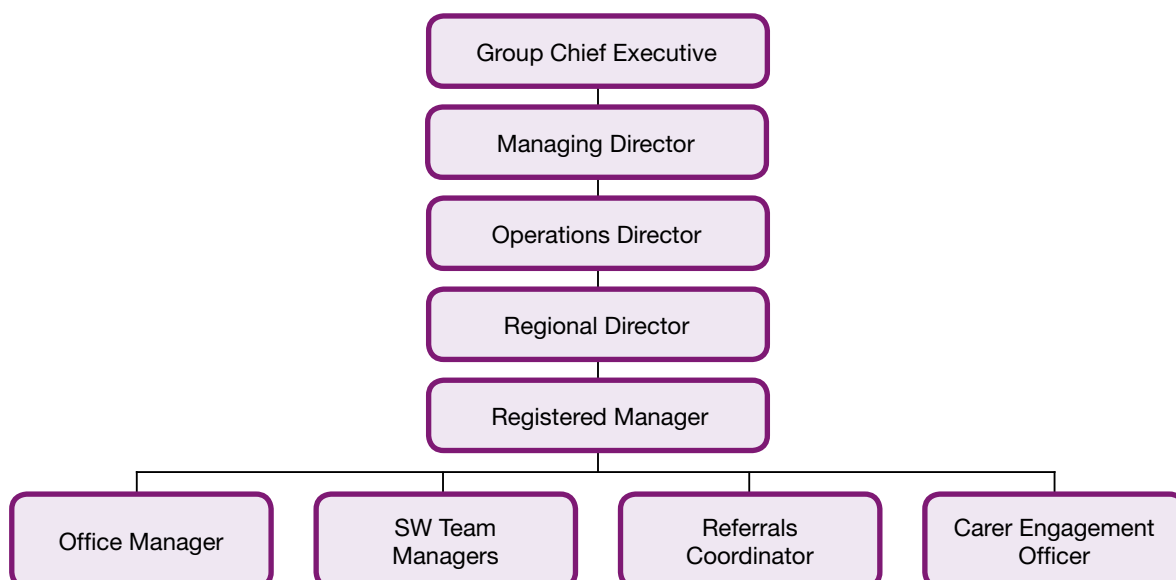 Group Chief Executive
Managing Director
Operations Director
Regional Director
Registered Manager
Office Manager
SW Team
Managers
Referrals
Coordinator
Carer Engagement
Officer